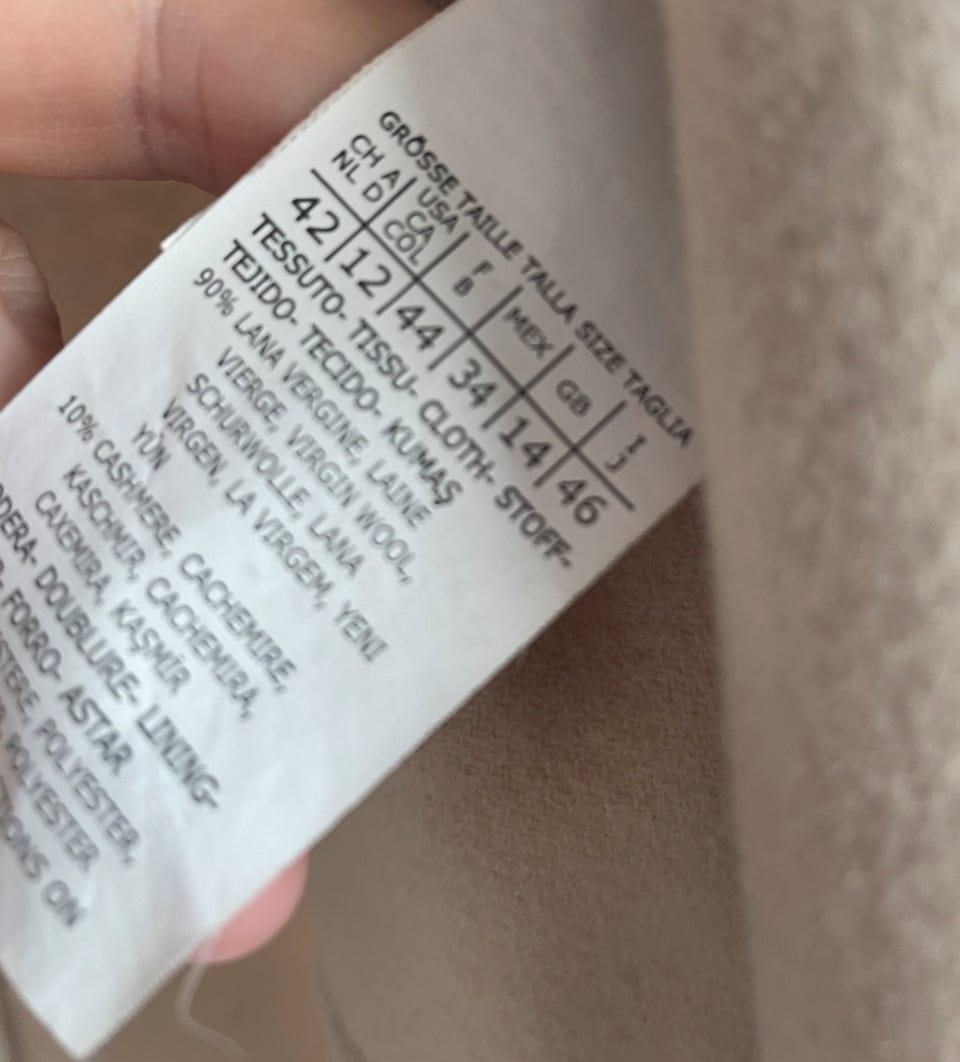 GRÖSSE TAILLE TALLA SIZE TAGLIA
CH A USA F MEX GB I
NL D CA B J
COL
42 12 44 34 14 46
TESSUTO- TISSU- CLOTH- STOFF-
TEJIDO- TECIDO- KUMAŞ
90% LANA VERGINE, LAINE
VIERGE, VIRGIN WOOL,
SCHURWOLLE, LANA
VIRGEN, LA VIRGEM, YENI
YÜN
10% CASHMERE, CACHEMIRE,
KASCHMIR, CACHEMIRA,
CAXEMIRA, KAŞMIR
DOUBLURE- LINING-
FORRO- ASTAR
POLYESTER,
POLYESTER
ON